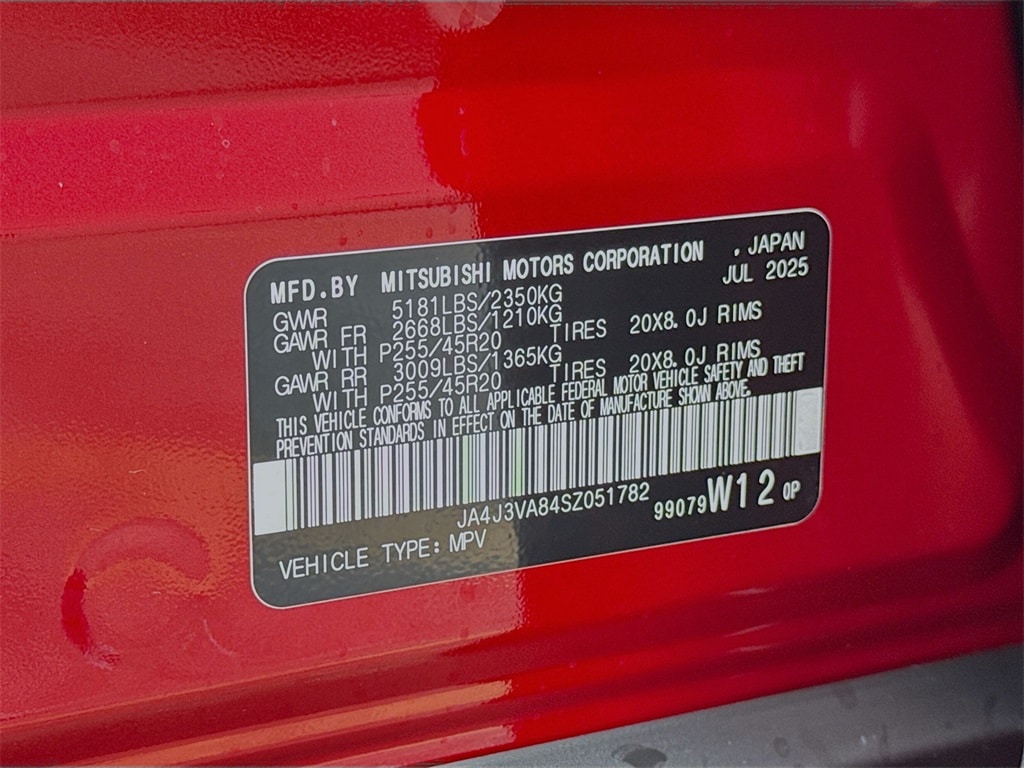 MFD.BY MITSUBISHI MOTORS CORPORATION , JAPAN
JUL 2025
GVWR 5181LBS/2350KG
GAWR FR 2668LBS/1210KG
WITH P255/45R20 TIRES 20X8.0J RIMS
GAWR RR 3009LBS/1365KG
WITH P255/45R20 TIRES 20X8.0J RIMS
THIS VEHICLE CONFORMS TO ALL APPLICABLE FEDERAL MOTOR VEHICLE SAFETY AND THEFT
PREVENTION STANDARDS IN EFFECT ON THE DATE OF MANUFACTURE SHOWN ABOVE.
JA4J3VA84SZ051782
99079W12 0P
VEHICLE TYPE: MPV